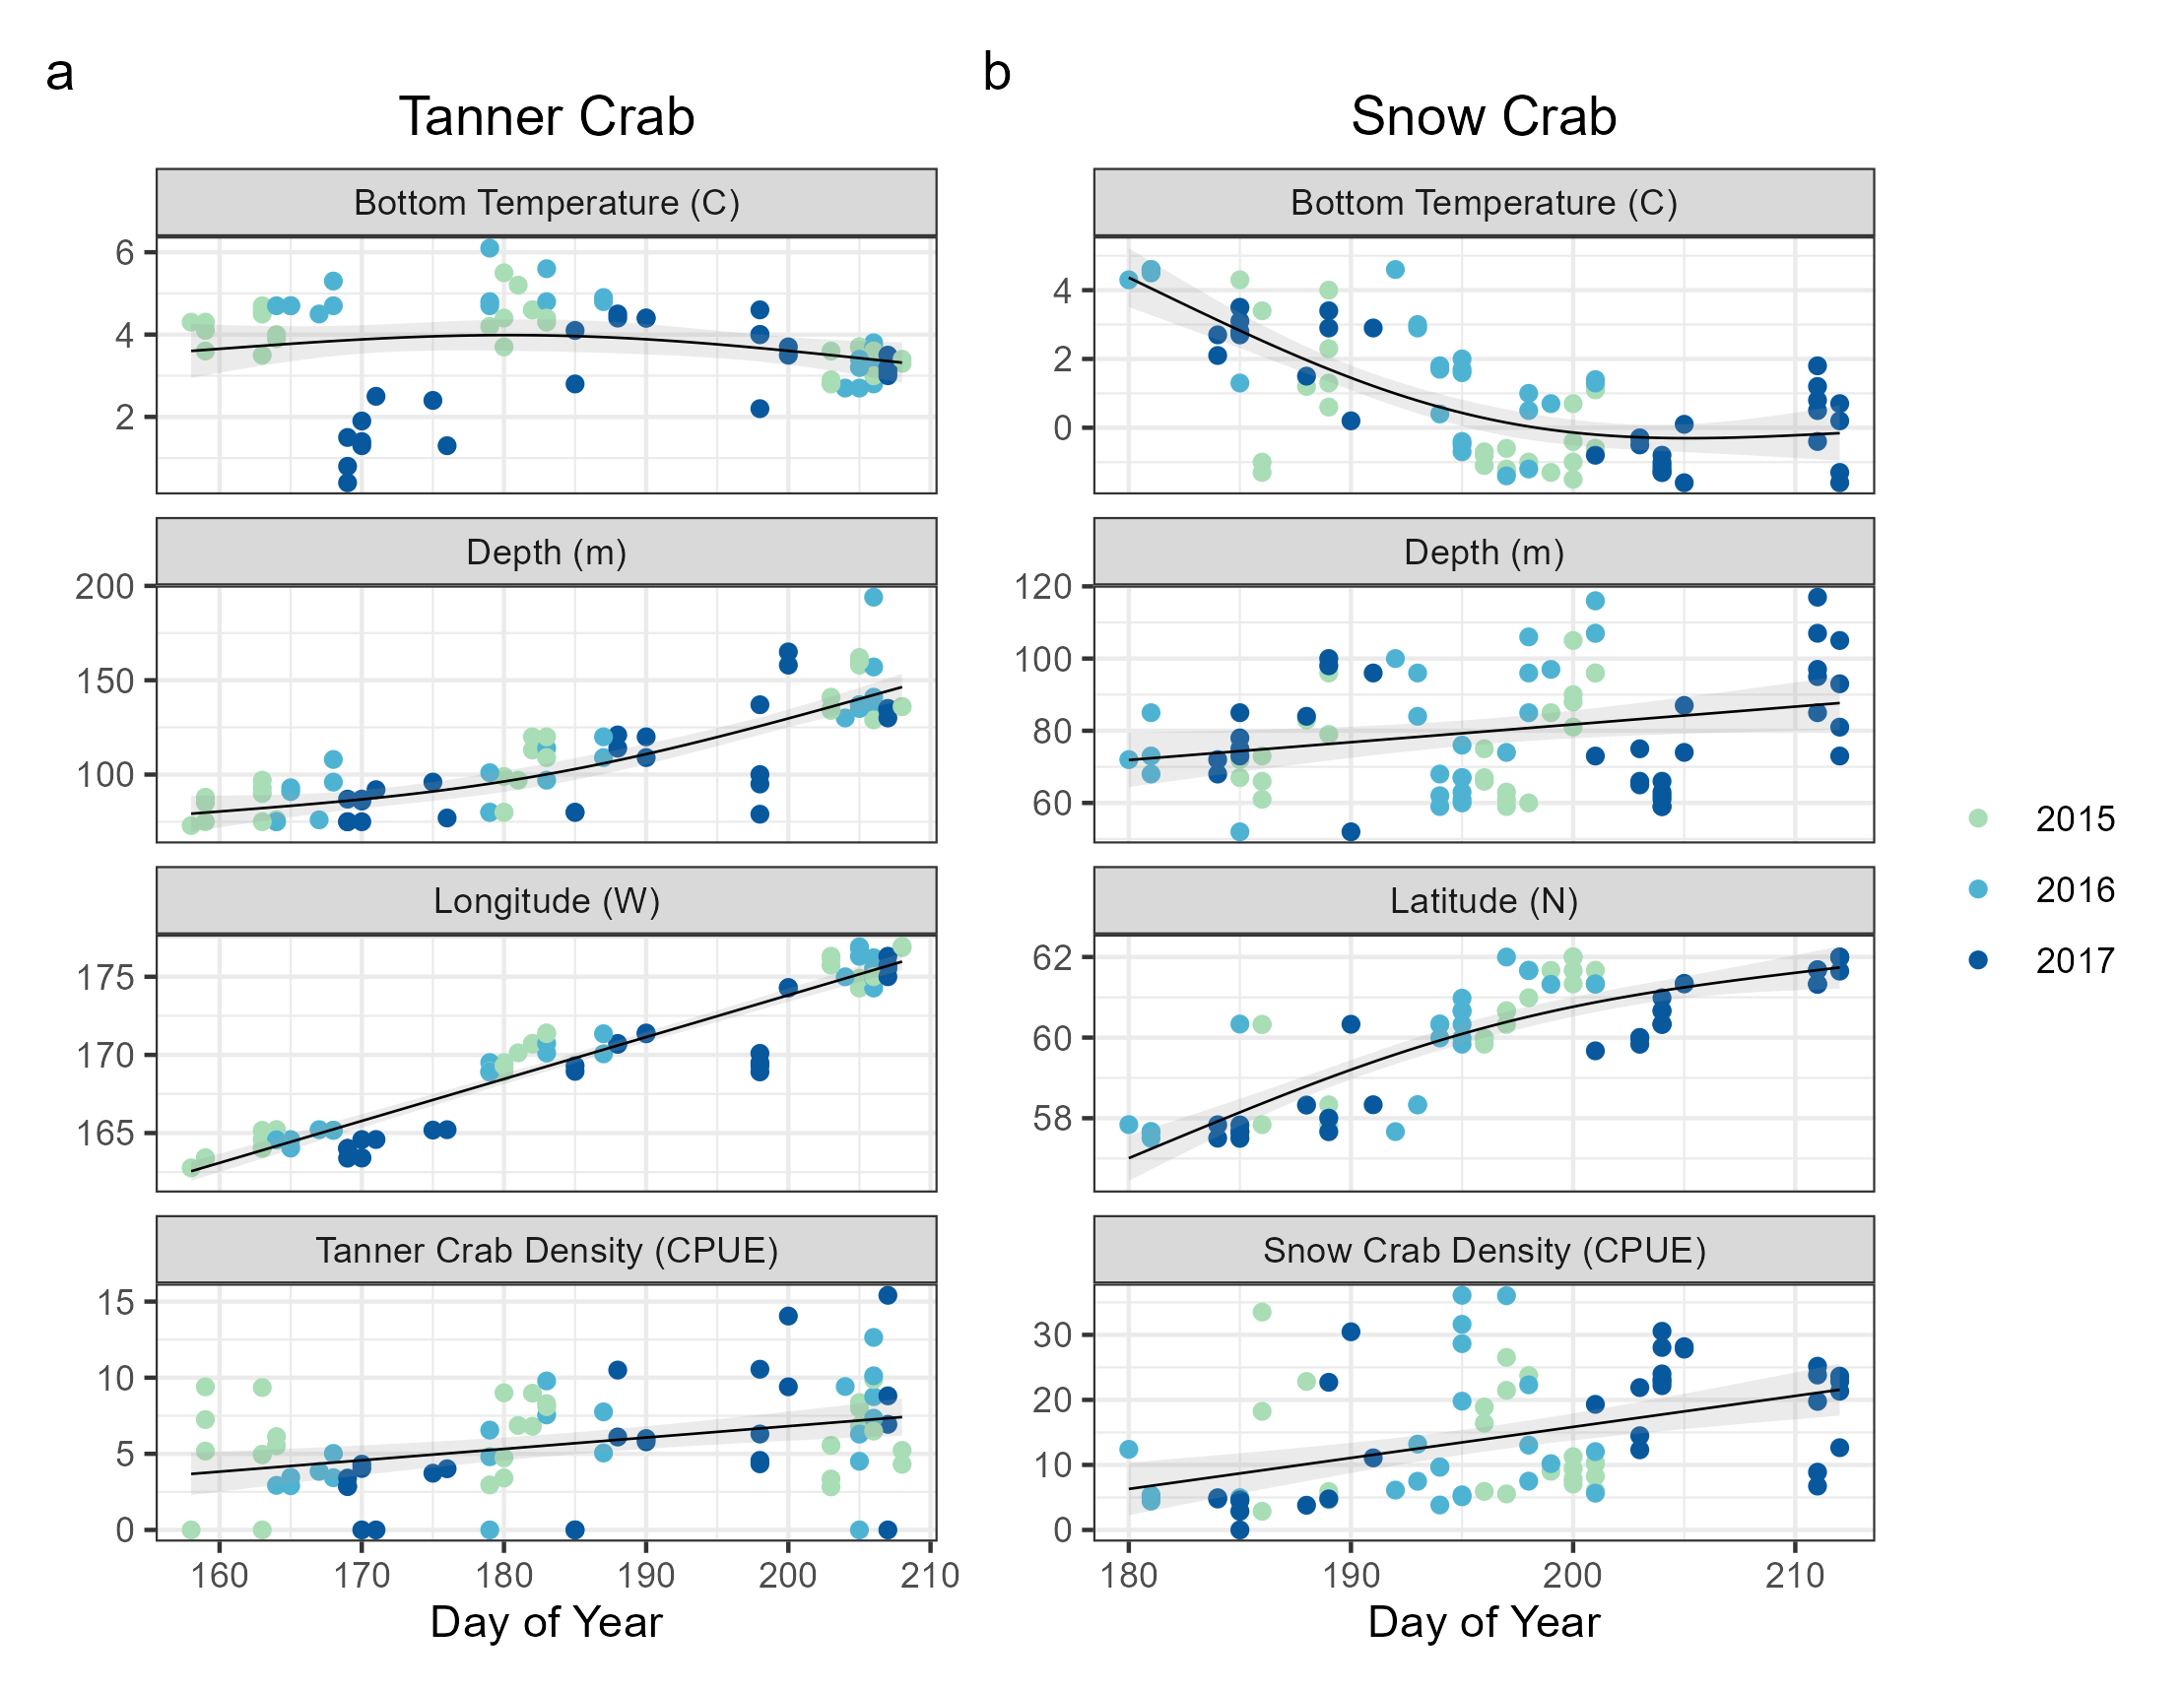 a
Tanner Crab
Bottom Temperature (C)
6
4
2
Depth (m)
200
150
100
Longitude (W)
175
170
165
Tanner Crab Density (CPUE)
15
10
5
0
160 170 180 190 200 210
Day of Year
b
Snow Crab
Bottom Temperature (C)
4
2
0
Depth (m)
120
100
80
60
Latitude (N)
62
60
58
Snow Crab Density (CPUE)
30
20
10
0
180 190 200 210
Day of Year
2015
2016
2017